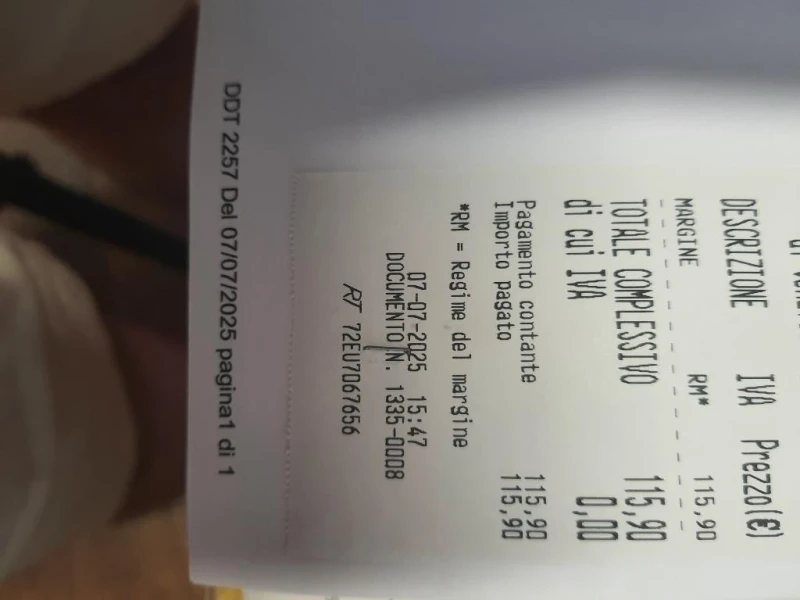 DESCRIZIONE IVA Prezzo(€)
MARGINE RM* 115,90
TOTALE COMPLESSIVO 115,90
di cui IVA 0,00
Pagamento contante 115,90
Importo pagato 115,90
*RM = Regime del margine
07-07-2025 15:47
DOCUMENTO N. 1335-0008
RT 72EU7067656
DDT 2257 Del 07/07/2025 pagina1 di 1